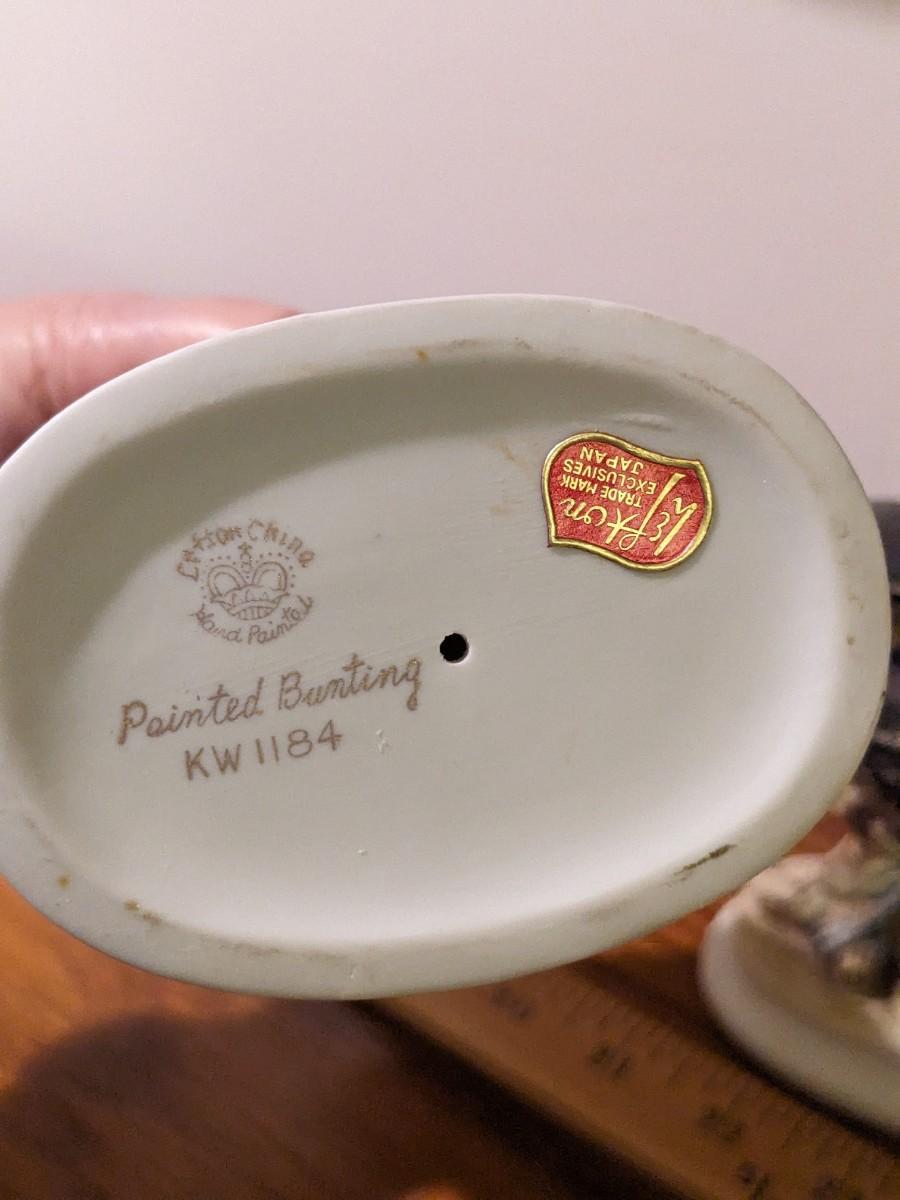 Lefton China
Hand Painted
Painted Bunting
KW1184
Lefton
TRADE MARK
EXCLUSIVES
JAPAN